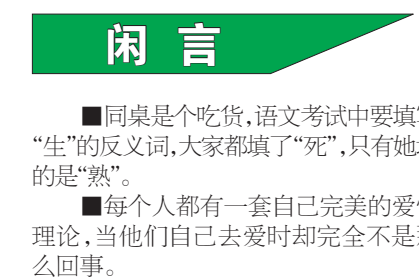 闲言
■同桌是个吃货,语文考试中要填
“生”的反义词,大家都填了“死”,只有她
的是“熟”。
■每个人都有一套自己完美的爱
理论,当他们自己去爱时却完全不是
么回事。